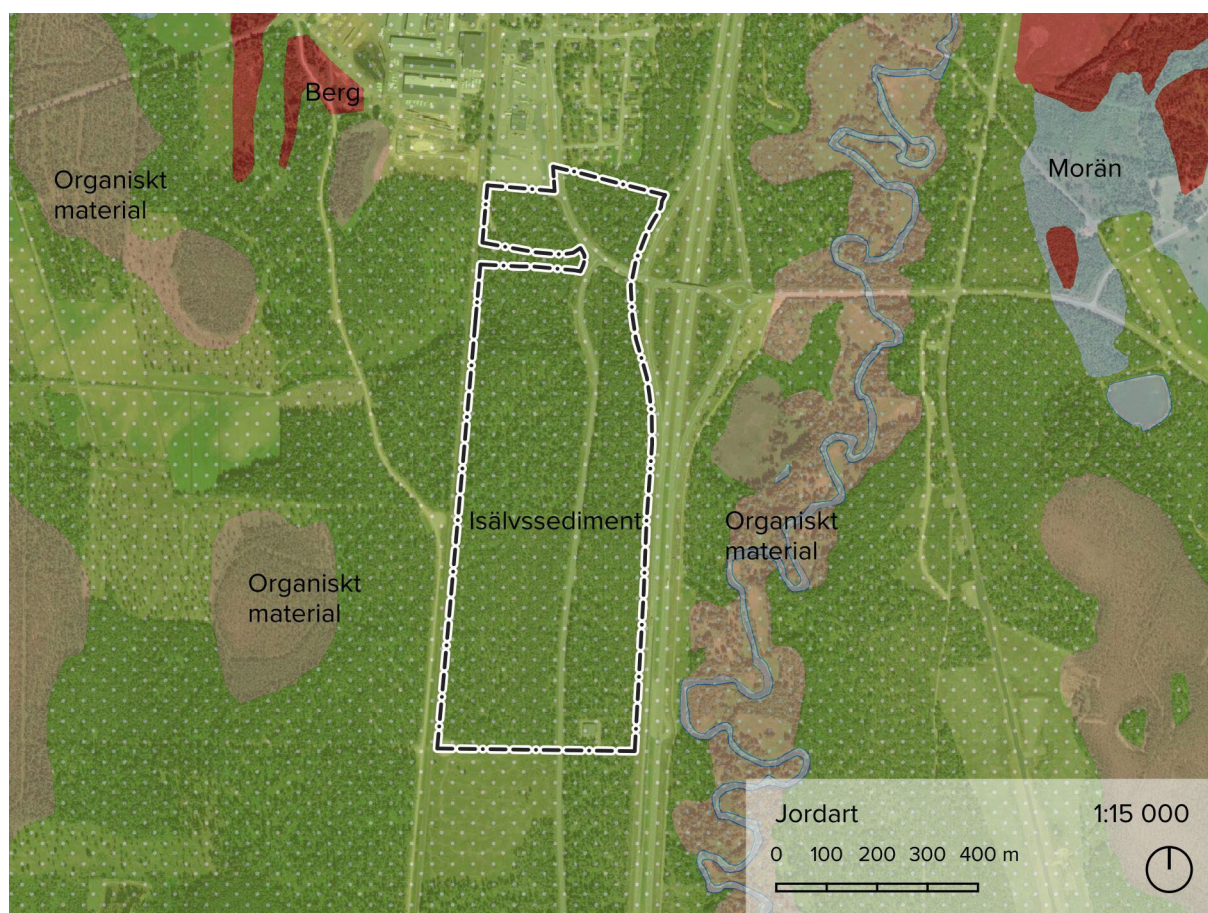 Berg
Organiskt
material
Morän
Isälvssediment
Organiskt
material
Organiskt
material
Jordart 1:15 000
0 100 200 300 400 m